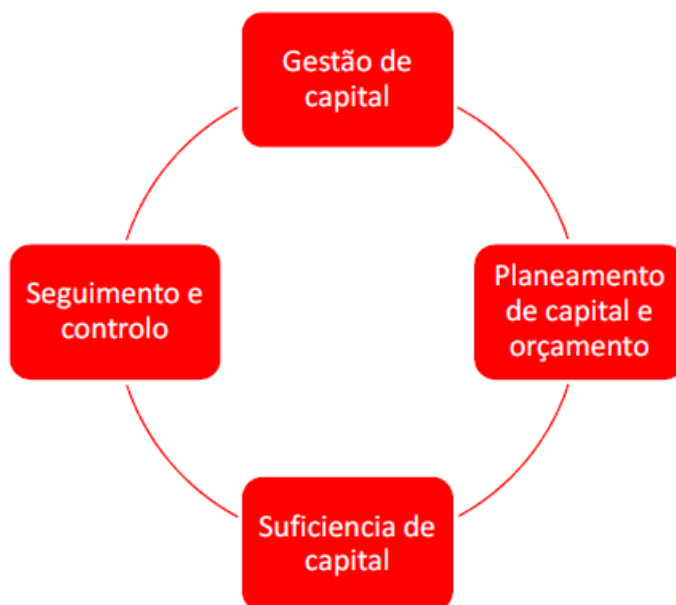 Gestão de
capital
Planeamento
de capital e
orçamento
Suficiencia de
capital
Seguimento e
controlo